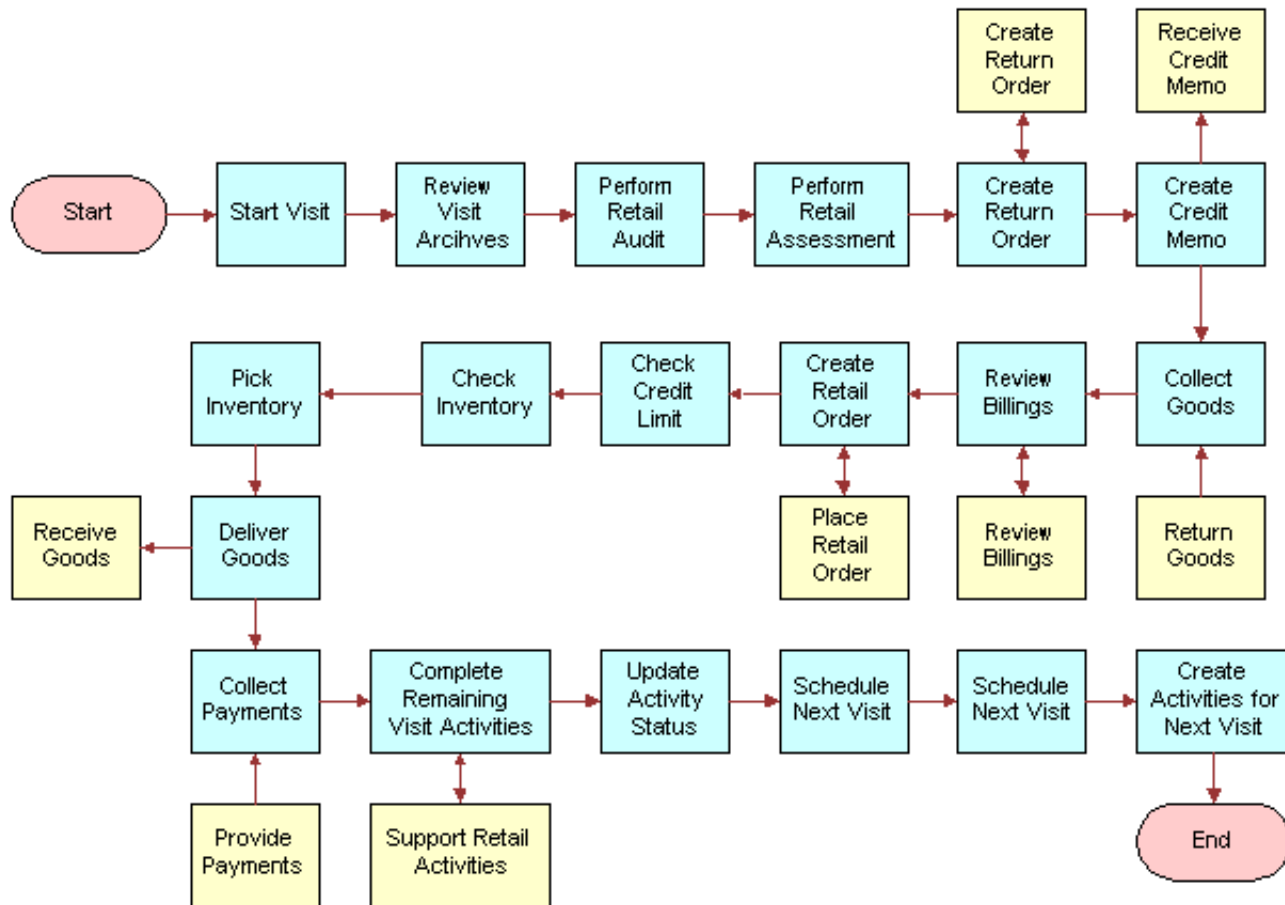 Create
Return
Order
Receive
Credit
Memo
Start
Start Visit
Review
Visit
Arcihves
Perform
Retail
Audit
Perform
Retail
Assessment
Create
Return
Order
Create
Credit
Memo
Pick
Inventory
Check
Inventory
Check
Credit
Limit
Create
Retail
Order
Review
Billings
Collect
Goods
Receive
Goods
Deliver
Goods
Place
Retail
Order
Review
Billings
Return
Goods
Collect
Payments
Complete
Remaining
Visit Activities
Update
Activity
Status
Schedule
Next Visit
Schedule
Next Visit
Create
Activities for
Next Visit
Provide
Payments
Support Retail
Activities
End